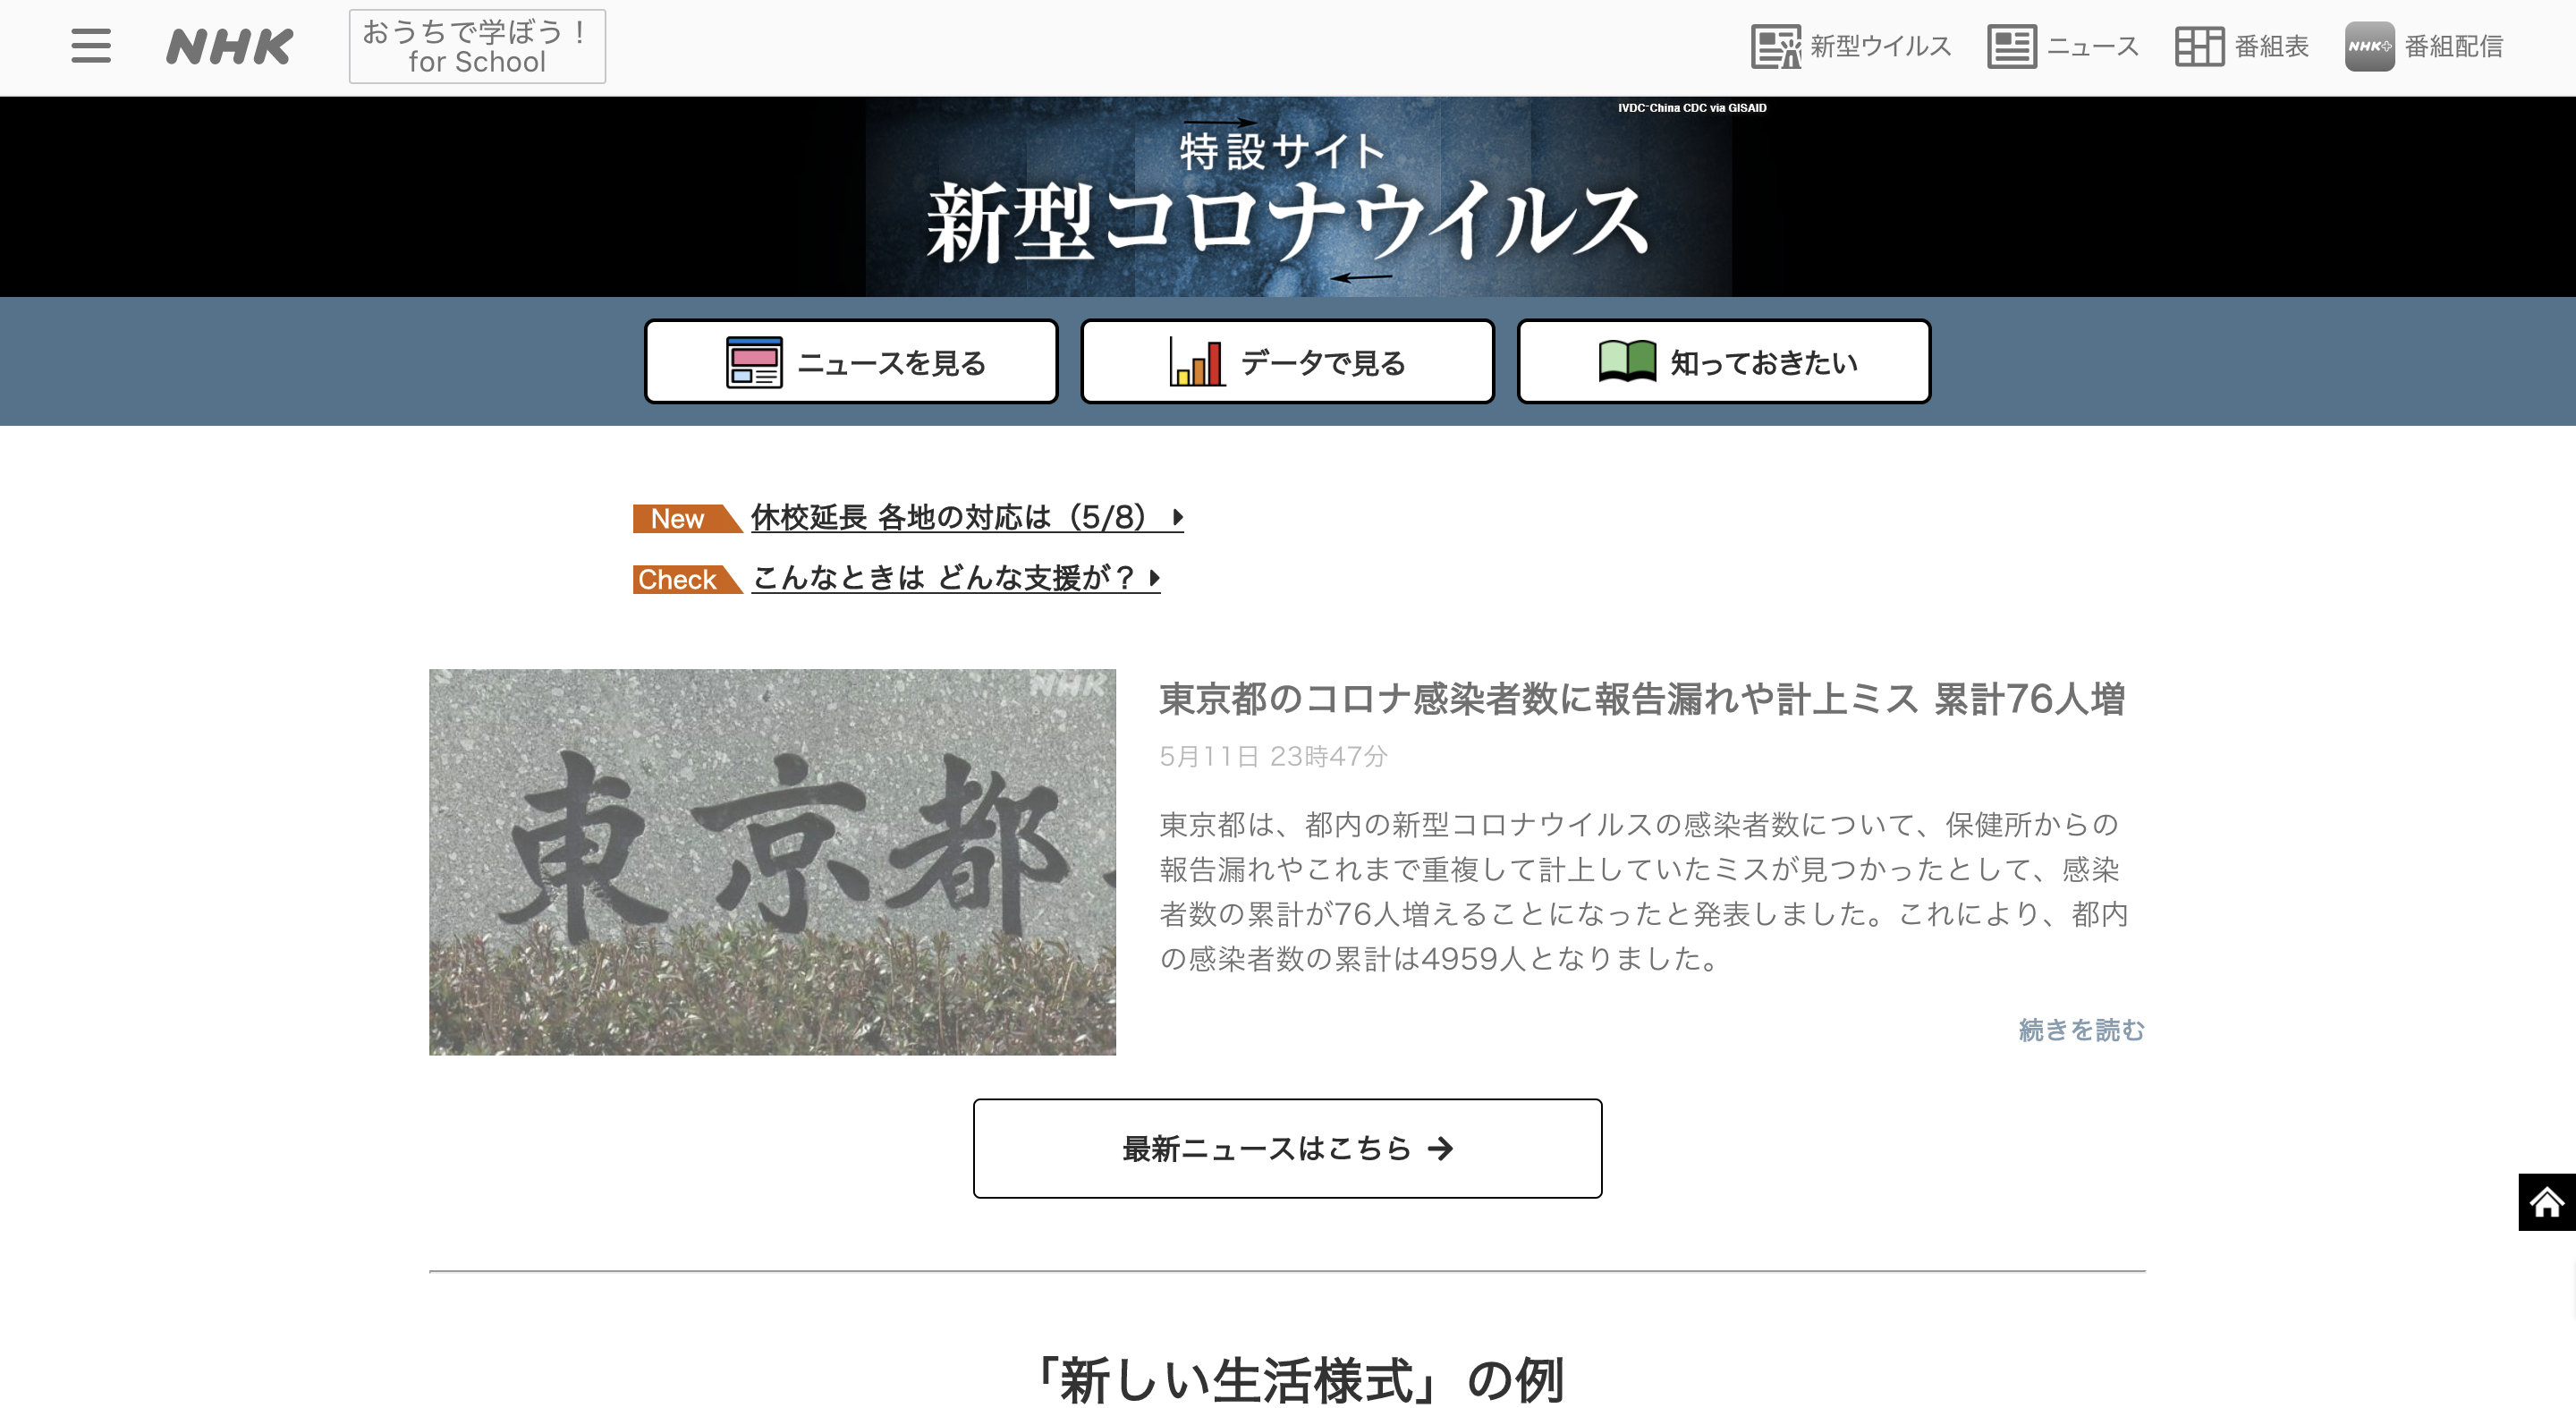 NHK
おうちで学ぼう！
for School
新型ウイルス
ニュース
番組表
NHK+
番組配信
IVDC-China CDC via GISAID
特設サイト
新型コロナウイルス
ニュースを見る
データで見る
知っておきたい
New 休校延長 各地の対応は（5/8）
Check こんなときは どんな支援が？
NHK
東京都
東京都のコロナ感染者数に報告漏れや計上ミス 累計76人増
5月11日 23時47分
東京都は、都内の新型コロナウイルスの感染者数について、保健所からの
報告漏れやこれまで重複して計上していたミスが見つかったとして、感染
者数の累計が76人増えることになったと発表しました。これにより、都内
の感染者数の累計は4959人となりました。
続きを読む
最新ニュースはこちら →
「新しい生活様式」の例